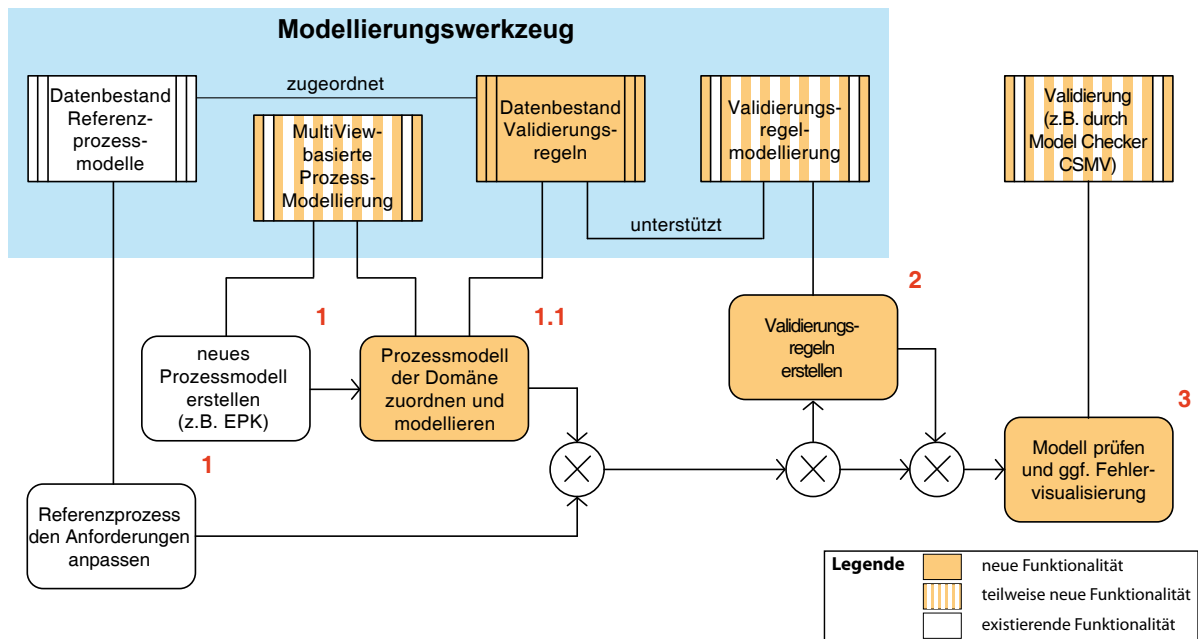 Modellierungswerkzeug
Datenbestand
Referenz-
prozess-
modelle
zugeordnet
MultiView-
basierte
Prozess-
Modellierung
Datenbestand
Validierungs-
regeln
Validierungs-
regel-
modellierung
Validierung
(z.B. durch
Model Checker
CSMV)
unterstützt
1
neues
Prozessmodell
erstellen
(z.B. EPK)
1.1
Prozessmodell
der Domäne
zuordnen und
modellieren
2
Validierungs-
regeln
erstellen
1
Referenzprozess
den Anforderungen
anpassen
3
Modell prüfen
und ggf. Fehler-
visualisierung
Legende
neue Funktionalität
teilweise neue Funktionalität
existierende Funktionalität